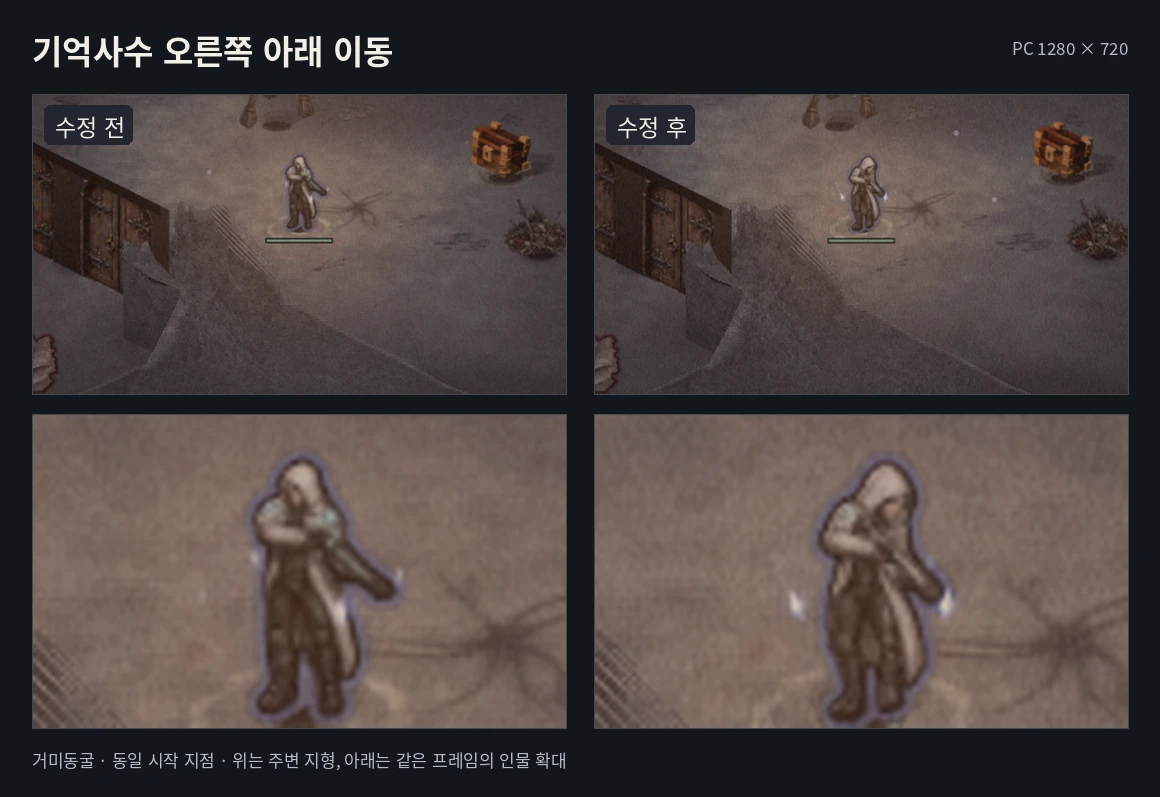 기억사수 오른쪽 아래 이동
PC 1280 × 720
수정 전
수정 후
거미동굴 · 동일 시작 지점 · 위는 주변 지형, 아래는 같은 프레임의 인물 확대